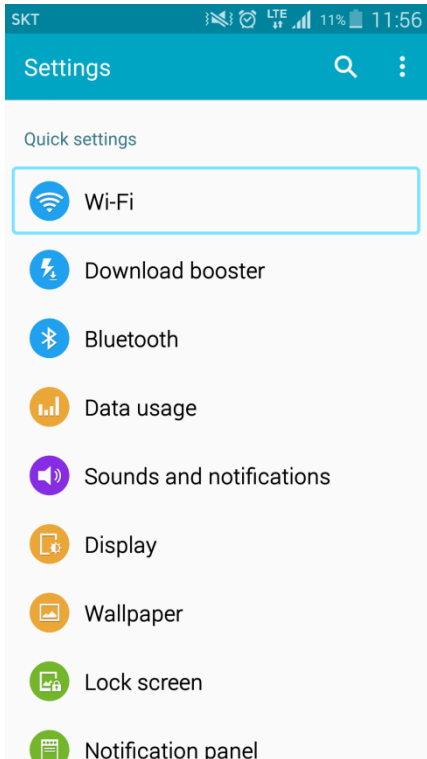 SKT LTE 11% 11:56
Settings
Quick settings
Wi-Fi
Download booster
Bluetooth
Data usage
Sounds and notifications
Display
Wallpaper
Lock screen
Notification panel